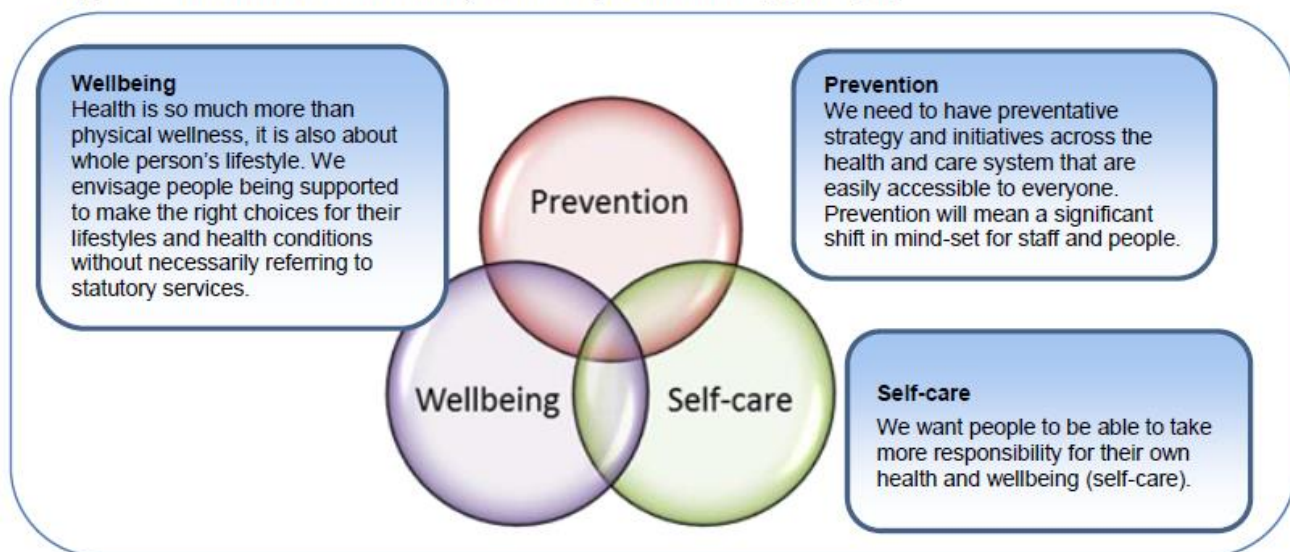 Wellbeing
Health is so much more than
physical wellness, it is also about
whole person's lifestyle. We
envisage people being supported
to make the right choices for their
lifestyles and health conditions
without necessarily referring to
statutory services.
Prevention
We need to have preventative
strategy and initiatives across the
health and care system that are
easily accessible to everyone.
Prevention will mean a significant
shift in mind-set for staff and people.
Prevention
Wellbeing
Self-care
Self-care
We want people to be able to take
more responsibility for their own
health and wellbeing (self-care).